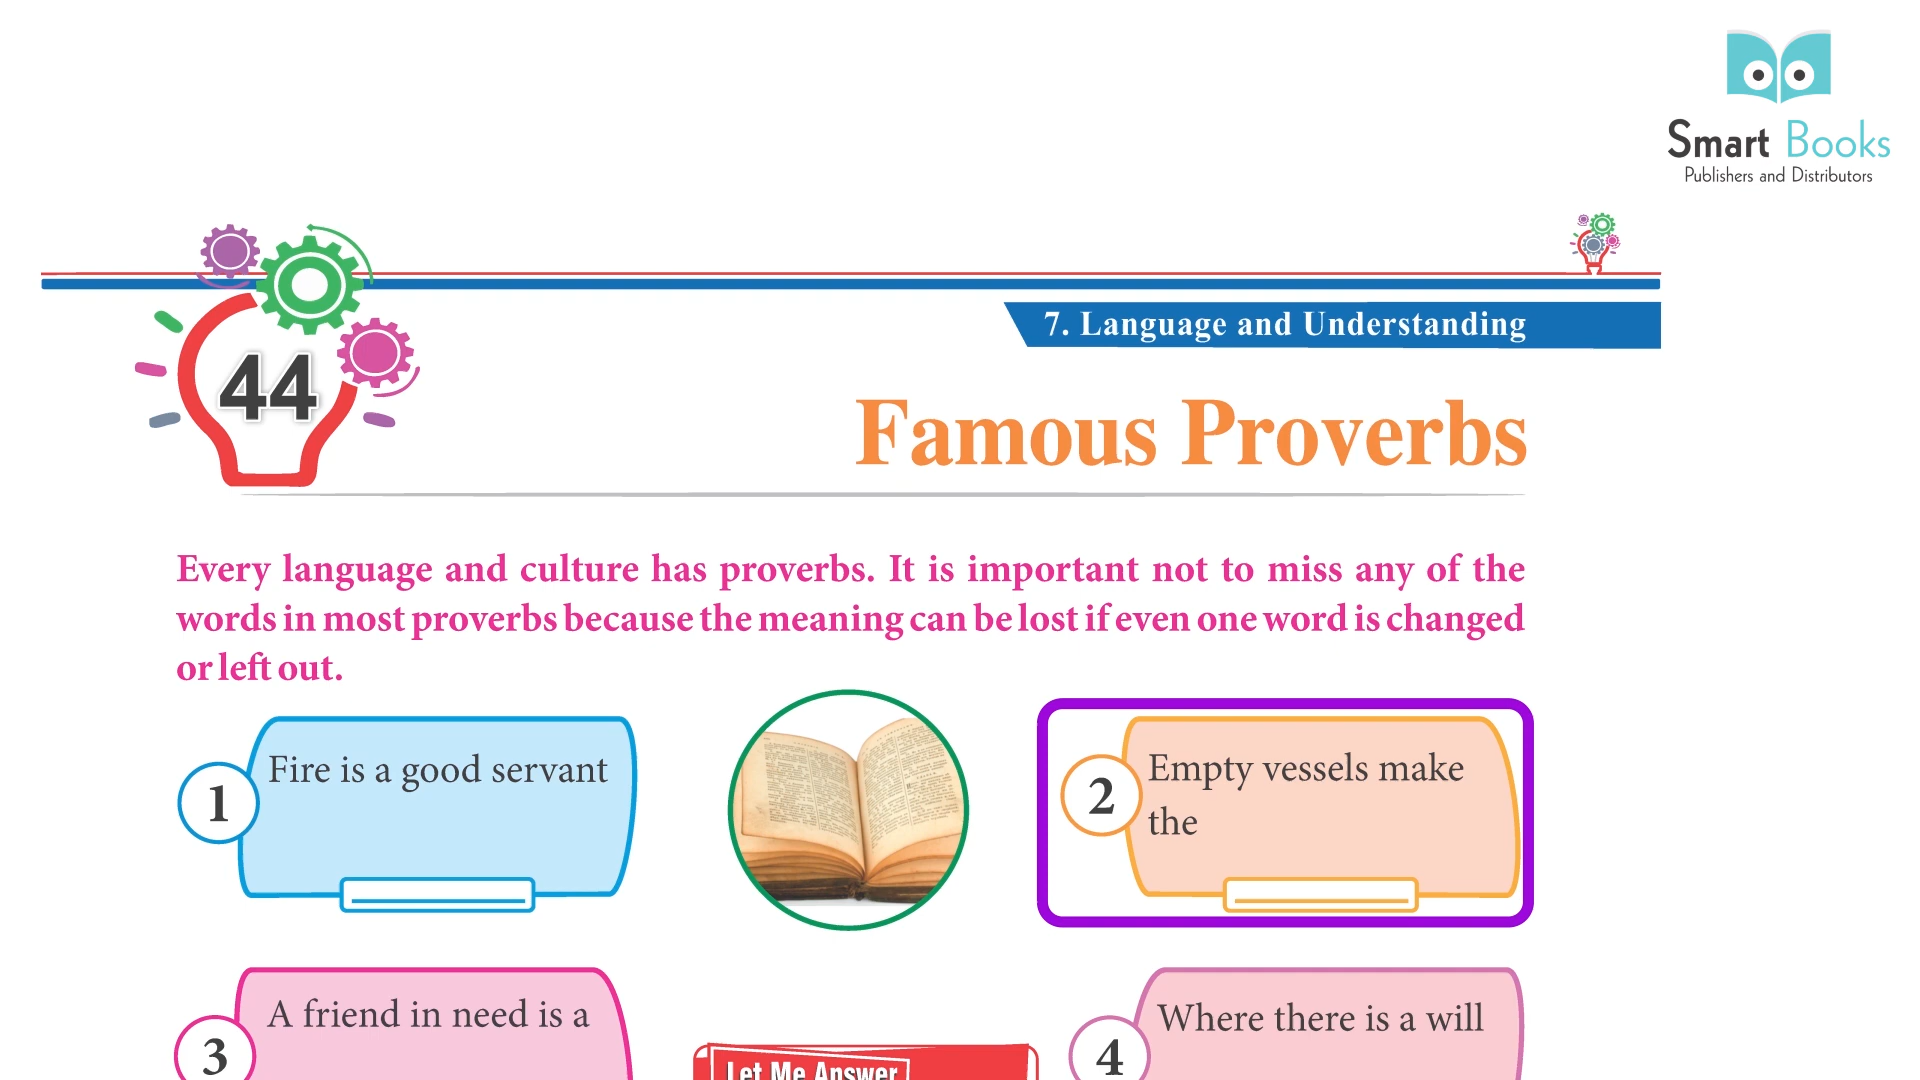 Smart Books
Publishers and Distributors
7. Language and Understanding
44
Famous Proverbs
Every language and culture has proverbs. It is important not to miss any of the
words in most proverbs because the meaning can be lost if even one word is changed
or left out.
1
Fire is a good servant
2
Empty vessels make
the
3
A friend in need is a
4
Where there is a will
Let Me Answer